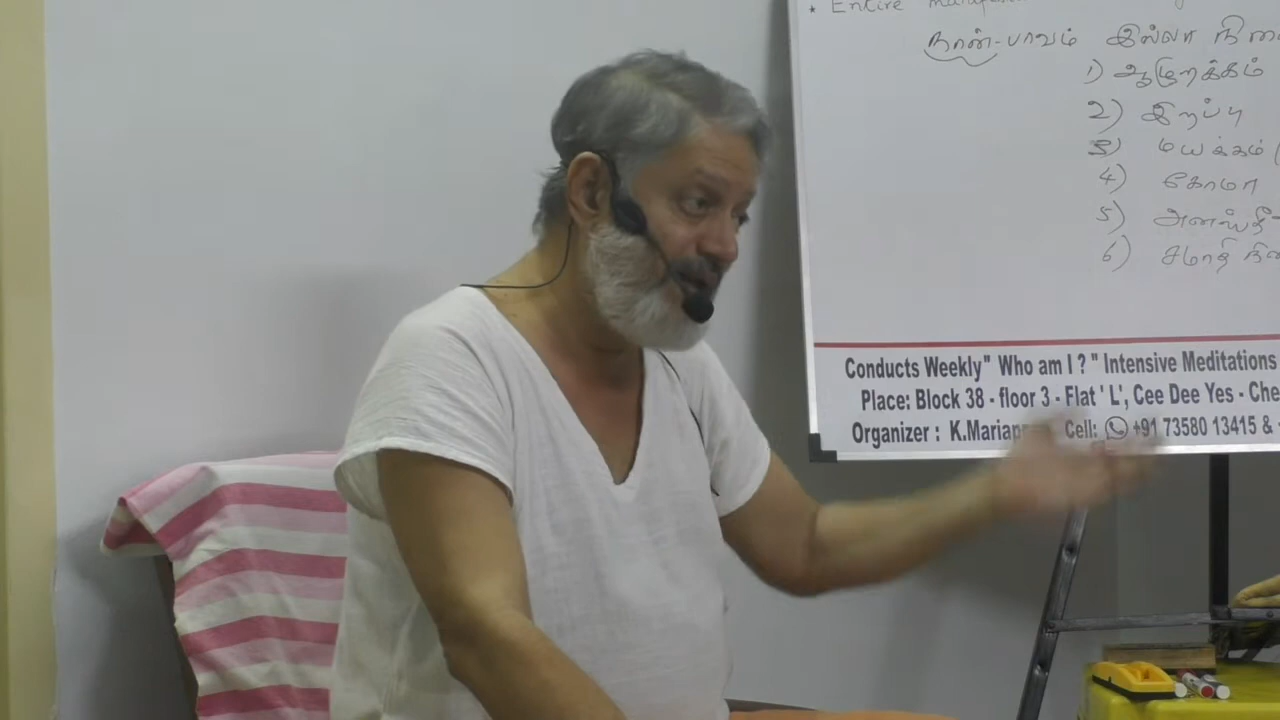 * Entire
நான்-பாவம் இல்லா நிலை
1) ஆழுறக்கம்
2) இறப்பு
3) மயக்கம் (
4) கோமா
5) அனஸ்தீ
6) சமாதி நிலை
Conducts Weekly" Who am I ? " Intensive Meditations
Place: Block 38 - floor 3 - Flat ' L', Cee Dee Yes - Che
Organizer : K.Mariap Cell: +91 73580 13415 &